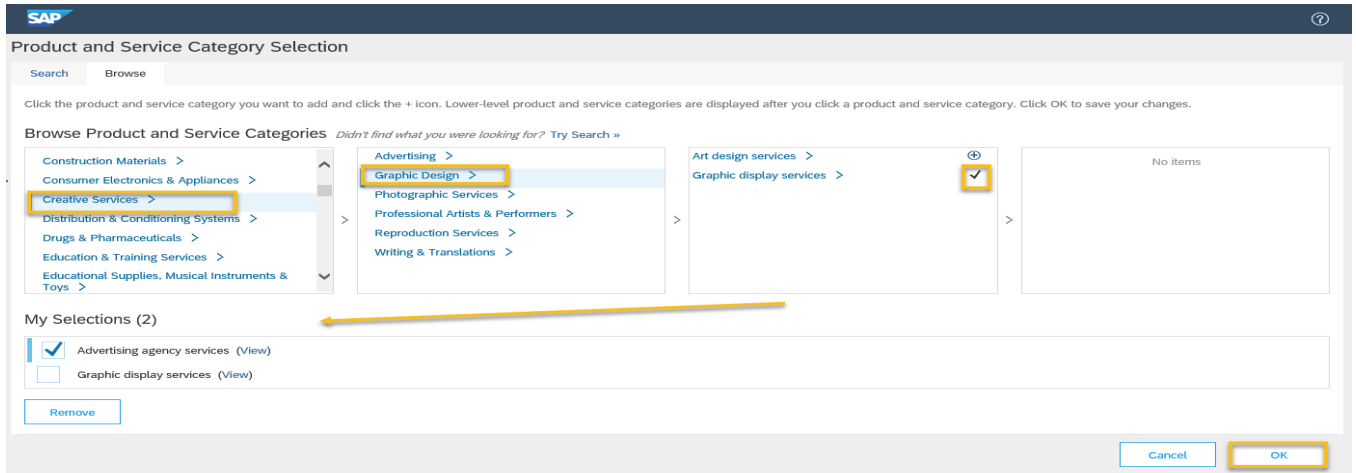 SAP
Product and Service Category Selection
Search Browse
Click the product and service category you want to add and click the + icon. Lower-level product and service categories are displayed after you click a product and service category. Click OK to save your changes.
Browse Product and Service Categories Didn't find what you were looking for? Try Search »
Construction Materials >
Consumer Electronics & Appliances >
Creative Services >
Distribution & Conditioning Systems >
Drugs & Pharmaceuticals >
Education & Training Services >
Educational Supplies, Musical Instruments &
Toys >
Advertising >
Graphic Design >
Photographic Services >
Professional Artists & Performers >
Reproduction Services >
Writing & Translations >
Art design services >
Graphic display services >
No items
My Selections (2)
Advertising agency services (View)
Graphic display services (View)
Remove
Cancel OK